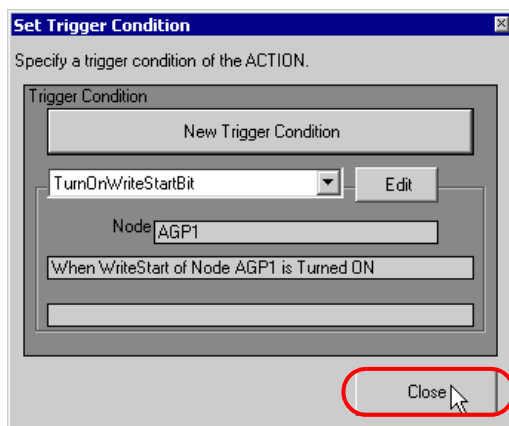 Set Trigger Condition
Specify a trigger condition of the ACTION.
Trigger Condition
New Trigger Condition
TurnOnWriteStartBit
Edit
Node AGP1
When WriteStart of Node AGP1 is Turned ON
Close